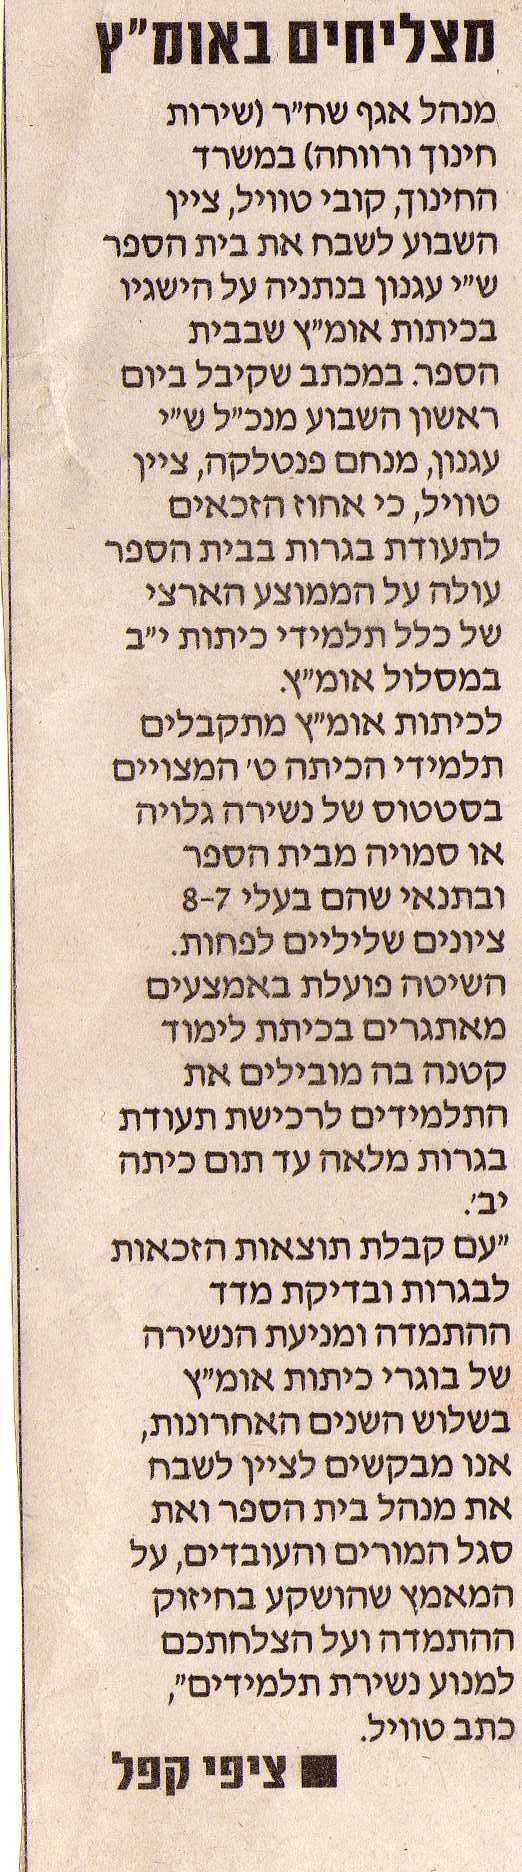 מצליחים באומ"ץ
מנהל אגף שח"ר (שירות
חינוך ורווחה) במשרד
החינוך, קובי טוויל, ציין
השבוע לשבח את בית הספר
ש"י עגנון בנתניה על הישגיו
בכיתות אומ"ץ שבבית
הספר. במכתב שקיבל ביום
ראשון השבוע מנכ"ל ש"י
עגנון, מנחם פנטלקה, ציין
טוויל, כי אחוז הזכאים
לתעודת בגרות בבית הספר
עולה על הממוצע הארצי
של כלל תלמידי כיתות י"ב
במסלול אומ"ץ.
לכיתות אומ"ץ מתקבלים
תלמידי הכיתה ט' המצויים
בסטטוס של נשירה גלויה
או סמויה מבית הספר
ובתנאי שהם בעלי 8-7
ציונים שליליים לפחות.
השיטה פועלת באמצעים
מאתגרים בכיתת לימוד
קטנה בה מובילים את
התלמידים לרכישת תעודת
בגרות מלאה עד תום כיתה
יב'.
"עם קבלת תוצאות הזכאות
לבגרות ובדיקת מדד
ההתמדה ומניעת הנשירה
של בוגרי כיתות אומ"ץ
בשלוש השנים האחרונות,
אנו מבקשים לציין לשבח
את מנהל בית הספר ואת
סגל המורים והעובדים, על
המאמץ שהושקע בחיזוק
ההתמדה ועל הצלחתכם
למנוע נשירת תלמידים",
כתב טוויל.
■ ציפי קפל